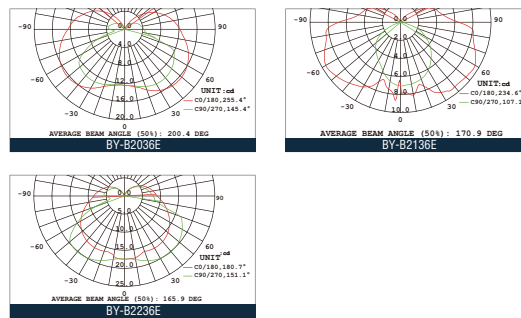 -90 0.0 90
4.0
8.0
-60 12.0 60
16.0 UNIT:cd
C0/180,255.4°
-30 20.0 30 C90/270,145.4°
0
AVERAGE BEAM ANGLE (50%): 200.4 DEG
BY-B2036E
-90 0.0 90
2.0
4.0
-60 6.0 60
8.0 UNIT:cd
C0/180,234.6°
-30 10.0 30 C90/270,107.1
0
AVERAGE BEAM ANGLE (50%): 170.9 DEG
BY-B2136E
-90 0.0 90
5.0
10.0
-60 15.0 60
20.0 UNIT:cd
C0/180,180.7°
-30 25.0 30 C90/270,151.1°
0
AVERAGE BEAM ANGLE (50%): 165.9 DEG
BY-B2236E